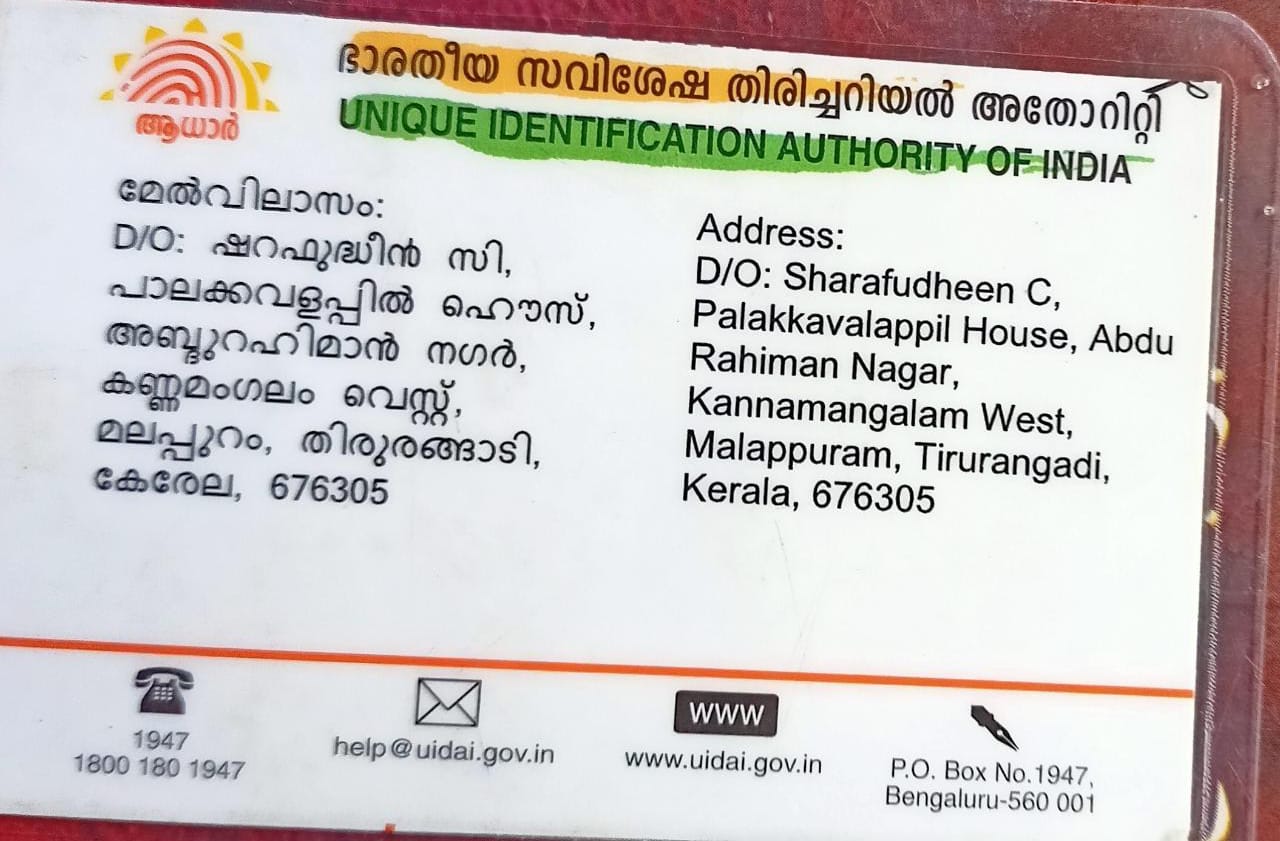 ആധാർ
ഭാരതീയ സവിശേഷ തിരിച്ചറിയൽ അതോറിറ്റി
UNIQUE IDENTIFICATION AUTHORITY OF INDIA
മേൽവിലാസം:
D/O: ഷറഫുദ്ധീൻ സി,
പാലക്കവളപ്പിൽ ഹൌസ്,
അബ്ദുറഹിമാൻ നഗർ,
കണ്ണമംഗലം വെസ്റ്റ്,
മലപ്പുറം, തിരുരങ്ങാടി,
കേരേല, 676305
Address:
D/O: Sharafudheen C,
Palakkavalappil House, Abdu
Rahiman Nagar,
Kannamangalam West,
Malappuram, Tirurangadi,
Kerala, 676305
1947
1800 180 1947
help@uidai.gov.in
www
www.uidai.gov.in
P.O. Box No.1947,
Bengaluru-560 001